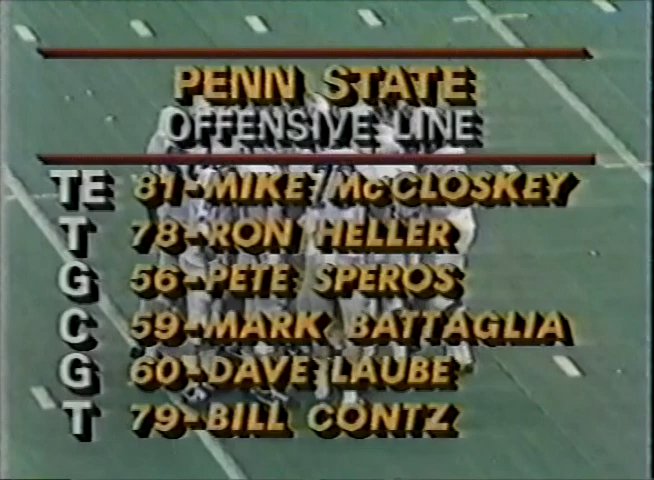 PENN STATE
OFFENSIVE LINE
TE 81-MIKE McCLOSKEY
T 78-RON HELLER
G 56-PETE SPEROS
C 59-MARK BATTAGLIA
G 60-DAVE LAUBE
T 79-BILL CONTZ